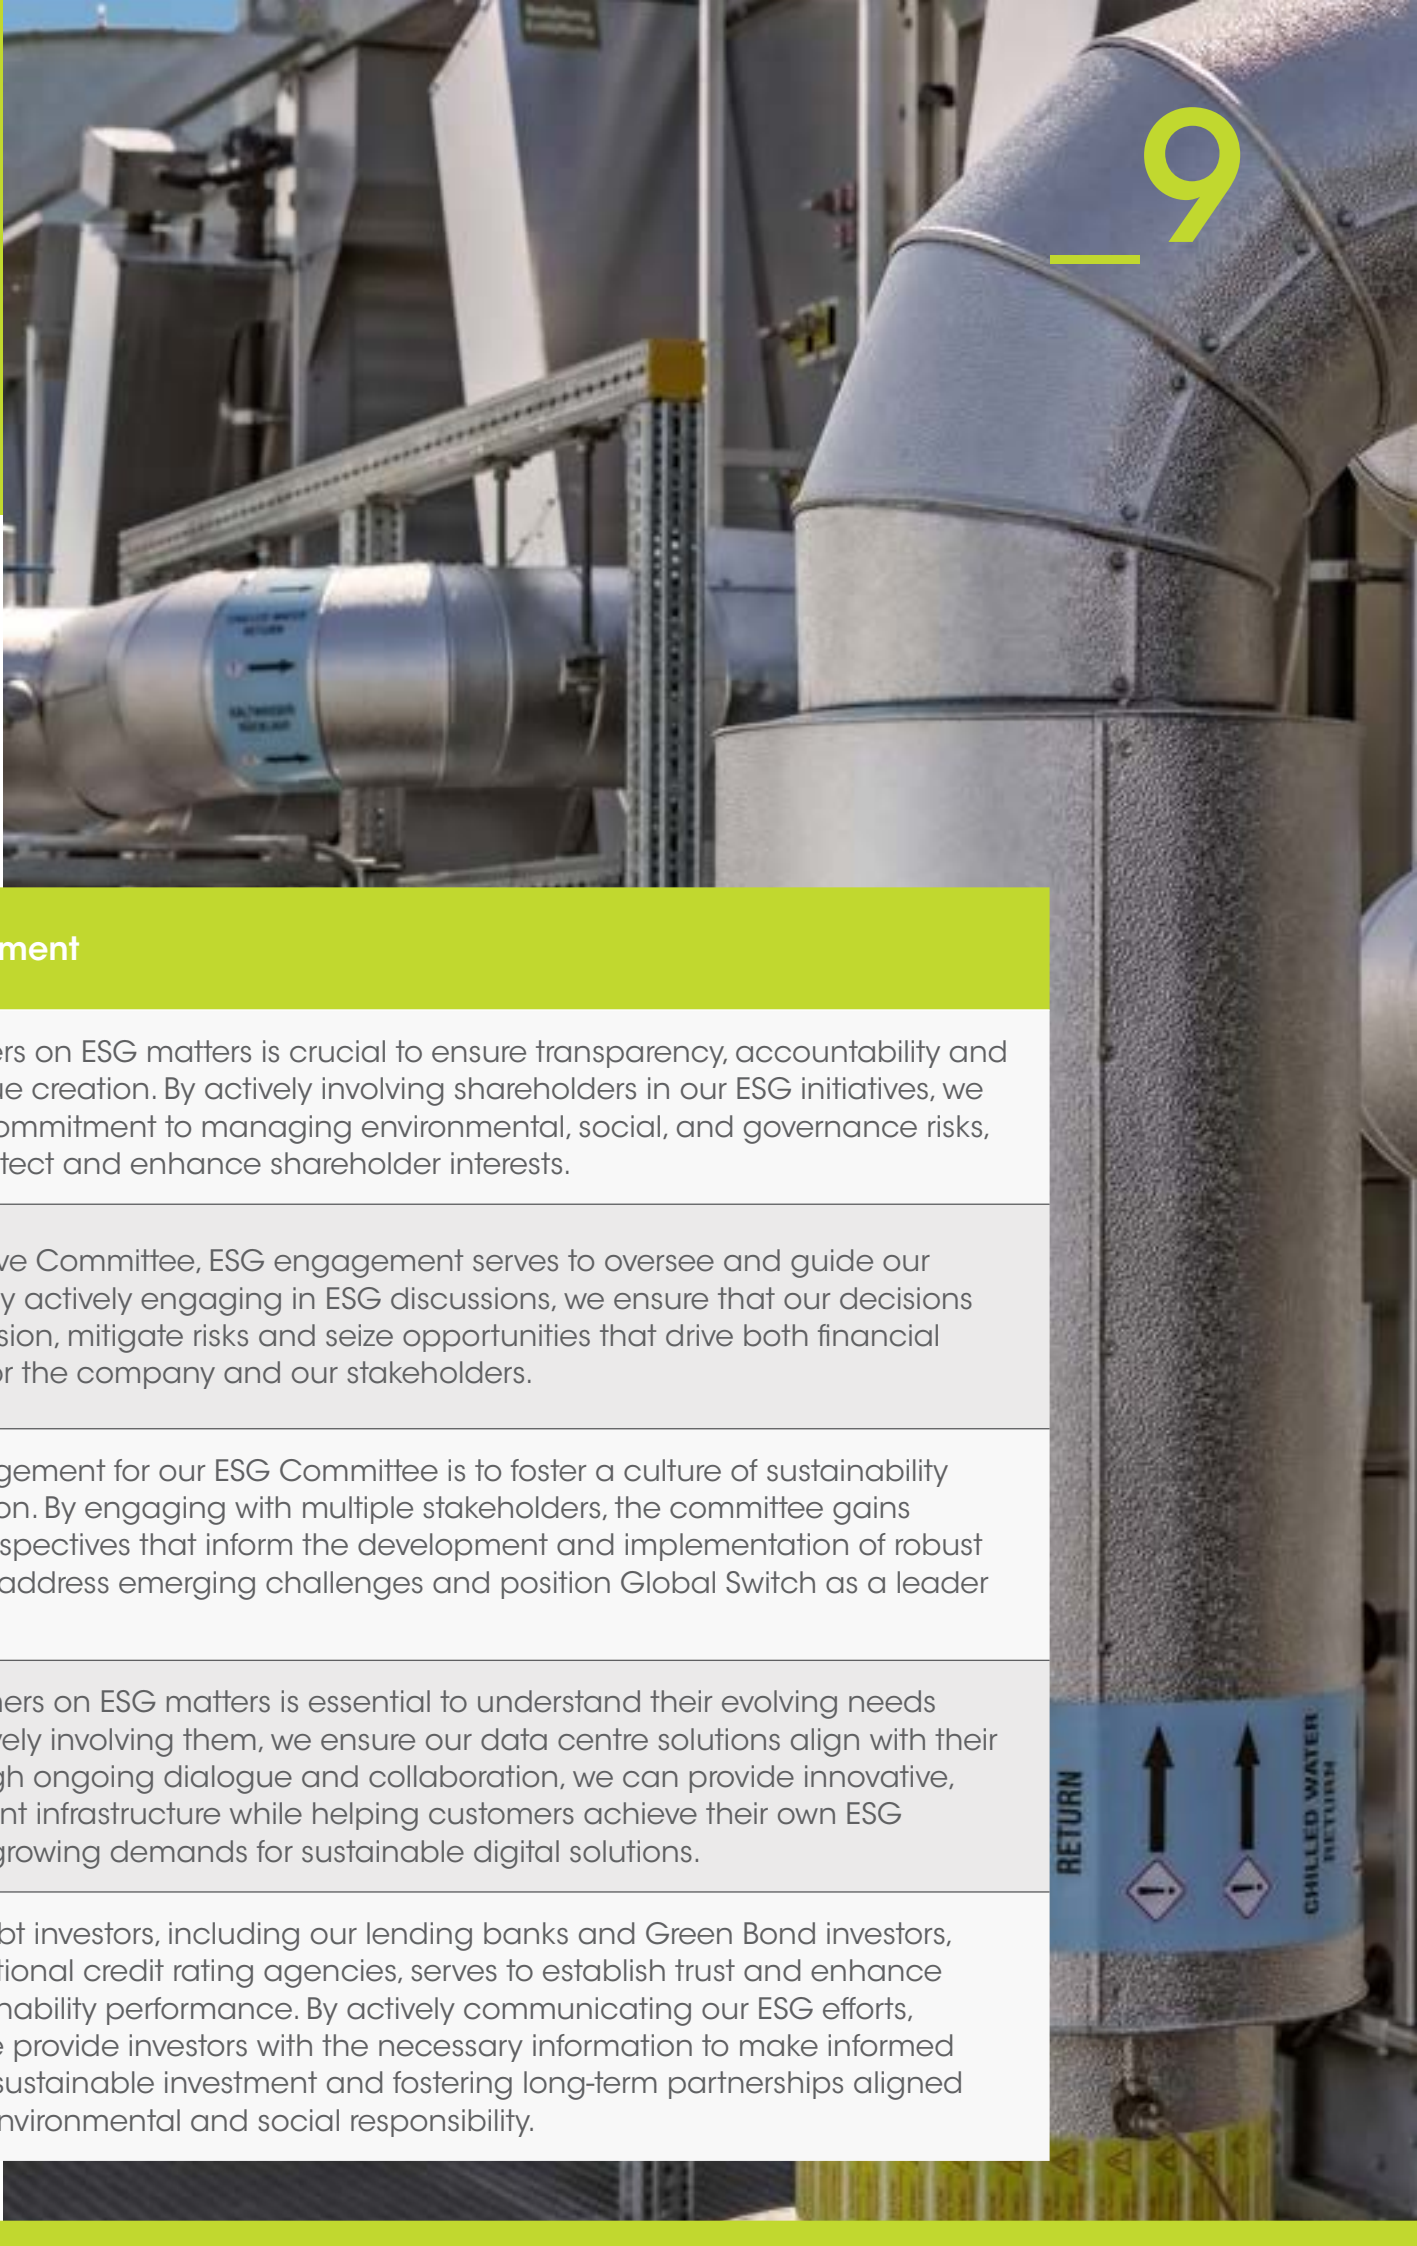 _9
ment
ers on ESG matters is crucial to ensure transparency, accountability and
ue creation. By actively involving shareholders in our ESG initiatives, we
ommitment to managing environmental, social, and governance risks,
tect and enhance shareholder interests.
ve Committee, ESG engagement serves to oversee and guide our
y actively engaging in ESG discussions, we ensure that our decisions
sion, mitigate risks and seize opportunities that drive both financial
or the company and our stakeholders.
gement for our ESG Committee is to foster a culture of sustainability
on. By engaging with multiple stakeholders, the committee gains
spectives that inform the development and implementation of robust
address emerging challenges and position Global Switch as a leader
ners on ESG matters is essential to understand their evolving needs
vely involving them, we ensure our data centre solutions align with their
gh ongoing dialogue and collaboration, we can provide innovative,
nt infrastructure while helping customers achieve their own ESG
growing demands for sustainable digital solutions.
bt investors, including our lending banks and Green Bond investors,
tional credit rating agencies, serves to establish trust and enhance
nability performance. By actively communicating our ESG efforts,
e provide investors with the necessary information to make informed
sustainable investment and fostering long-term partnerships aligned
nvironmental and social responsibility.
RETURN
CHILLED WATER
RETURN